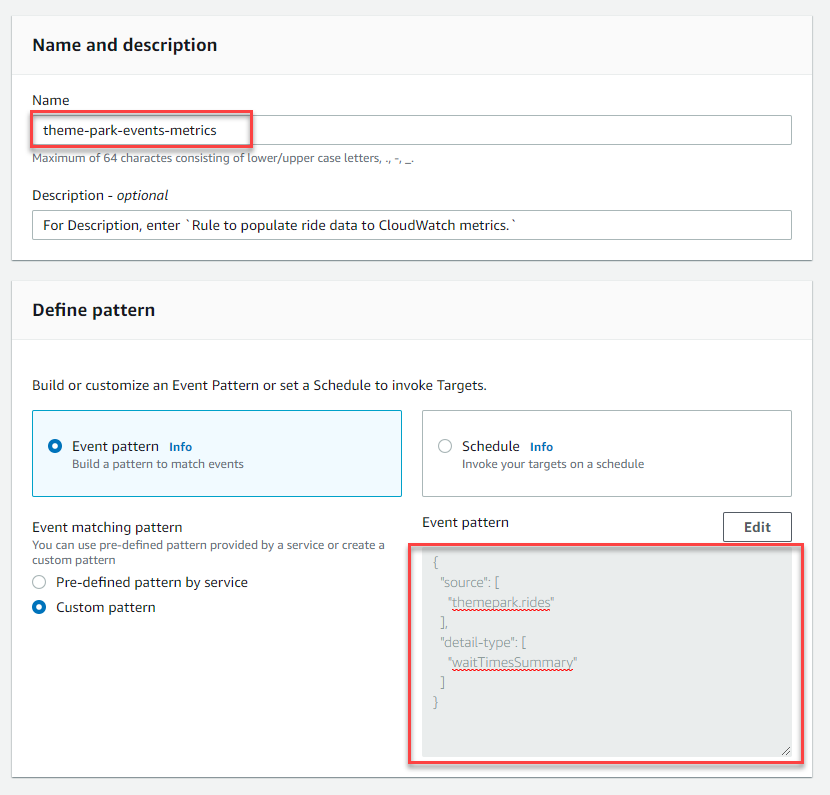 Name and description
Name
theme-park-events-metrics
Maximum of 64 charactes consisting of lower/upper case letters, ., -, _.
Description - optional
For Description, enter `Rule to populate ride data to CloudWatch metrics.`
Define pattern
Build or customize an Event Pattern or set a Schedule to invoke Targets.
Event pattern Info
Build a pattern to match events
Schedule Info
Invoke your targets on a schedule
Event matching pattern
You can use pre-defined pattern provided by a service or create a
custom pattern
Pre-defined pattern by service
Custom pattern
Event pattern
Edit
{
"source": [
"themepark.rides"
],
"detail-type": [
"waitTimesSummary"
]
}